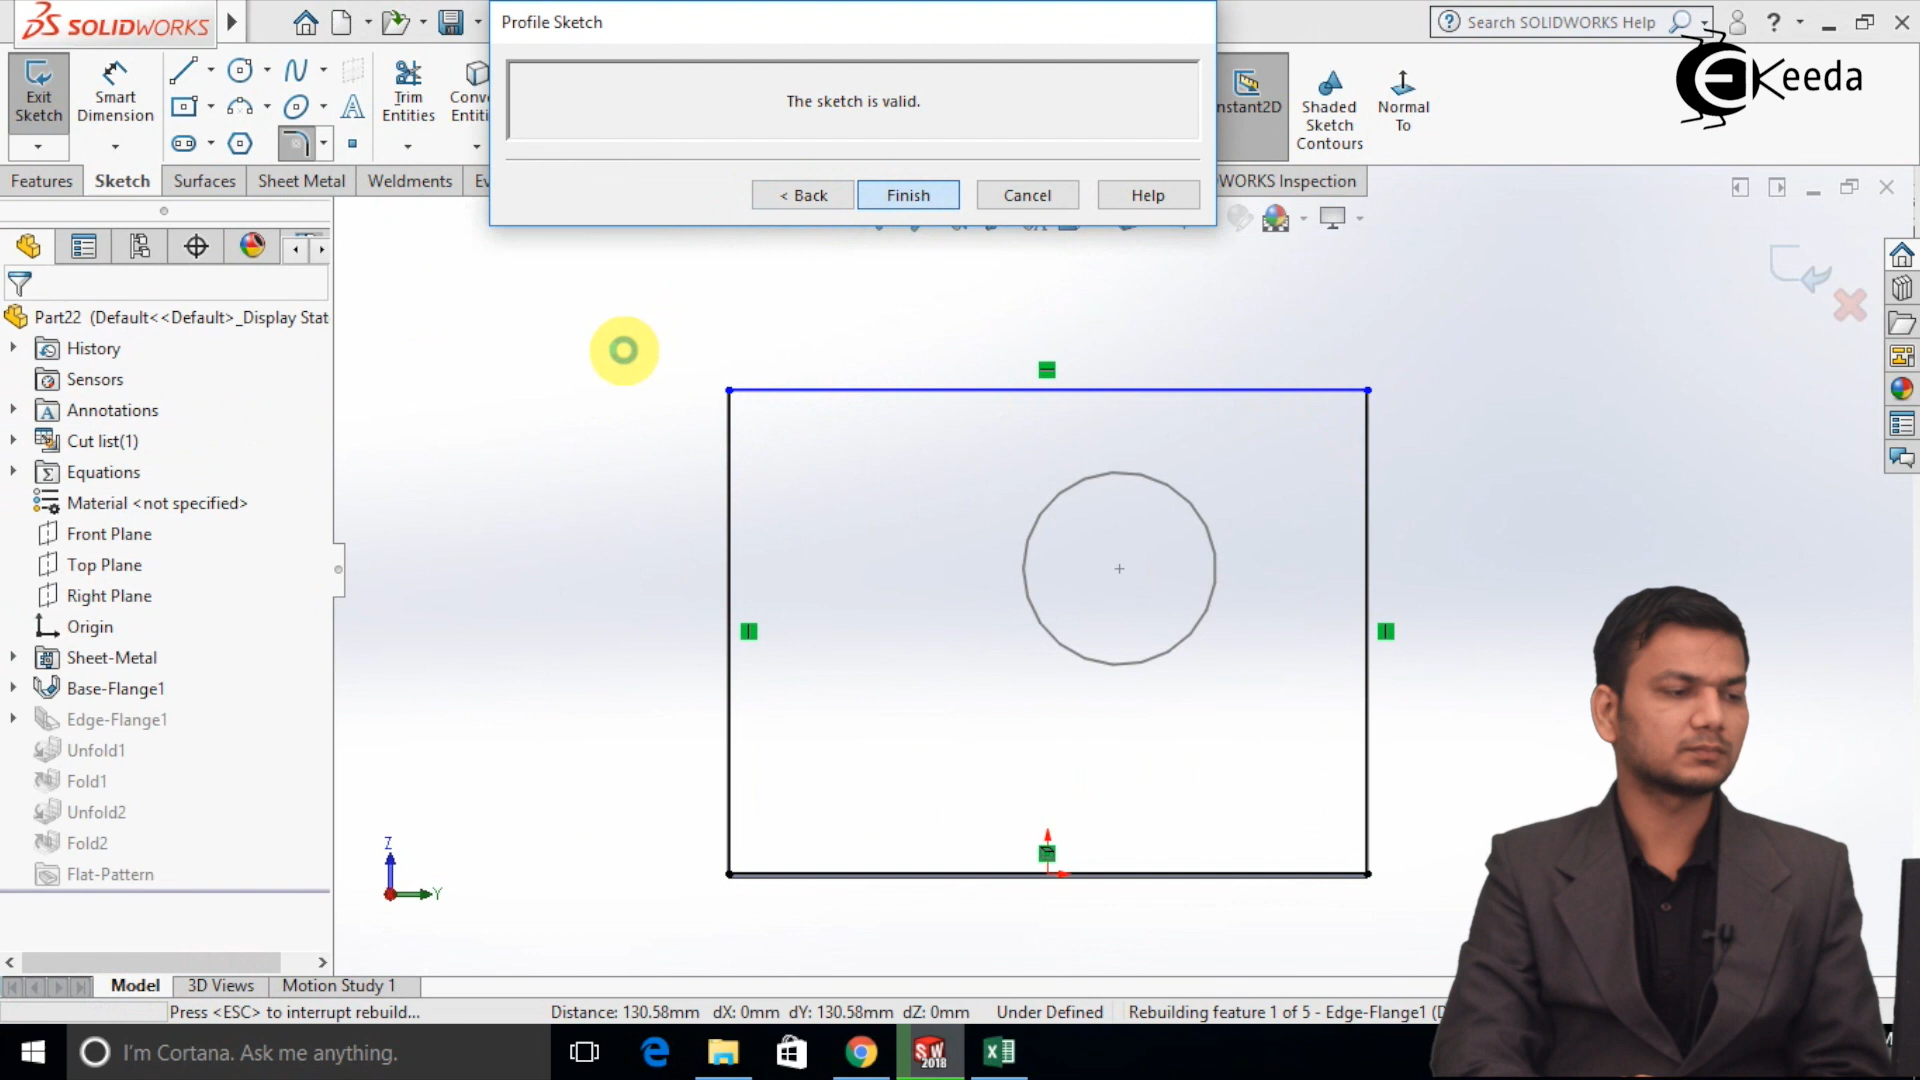 SOLIDWORKS
Profile Sketch
Search SOLIDWORKS Help
Keeda
Exit
Sketch
Smart
Dimension
Trim
Entities
Conv
Entiti
The sketch is valid.
nstant2D
Shaded
Sketch
Contours
Normal
To
< Back
Finish
Cancel
Help
Features
Sketch
Surfaces
Sheet Metal
Weldments
Ev
WORKS Inspection
Part22 (Default<<Default>_Display Stat
History
Sensors
Annotations
Cut list(1)
Equations
Material <not specified>
Front Plane
Top Plane
Right Plane
Origin
Sheet-Metal
Base-Flange1
Edge-Flange1
Unfold1
Fold1
Unfold2
Fold2
Flat-Pattern
Z
Y
Model
3D Views
Motion Study 1
Press <ESC> to interrupt rebuild...
Distance: 130.58mm dX: 0mm dY: 130.58mm dZ: 0mm
Under Defined
Rebuilding feature 1 of 5 - Edge-Flange1 (D
I'm Cortana. Ask me anything.
SW
2018